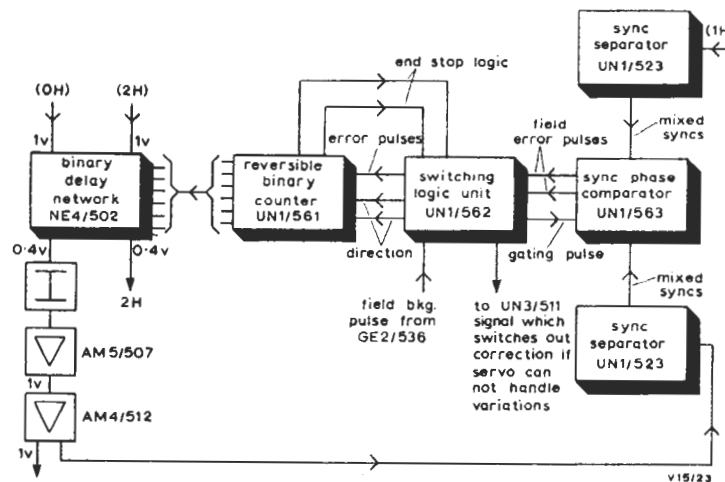 sync
separator
UN1/523
(1H
end stop logic
(0H)
(2H)
1v
1v
error pulses
field
error pulses
mixed
syncs
binary
delay
network
NE4/502
reversible
binary
counter
UN1/561
switching
logic unit
UN1/562
sync phase
comparator
UN1/563
0·4v
0·4v
direction
gating pulse
2H
field bkg.
pulse from
GE2/536
to UN3/511
signal which
switches out
correction if
servo can
not handle
variations
mixed
syncs
sync
separator
UN1/523
AM5/507
1v
AM4/512
1v
V15/23